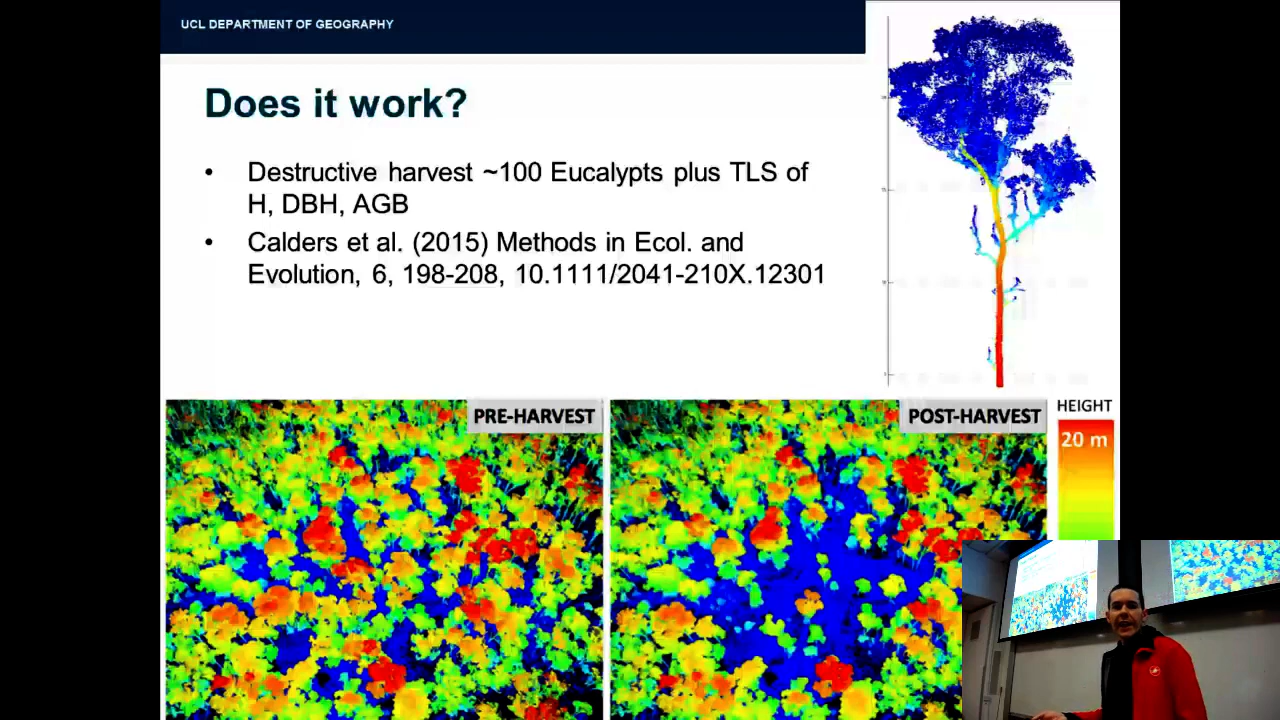 UCL DEPARTMENT OF GEOGRAPHY
Does it work?
• Destructive harvest ~100 Eucalypts plus TLS of
H, DBH, AGB
• Calders et al. (2015) Methods in Ecol. and
Evolution, 6, 198-208, 10.1111/2041-210X.12301
PRE-HARVEST
POST-HARVEST
HEIGHT
20 m